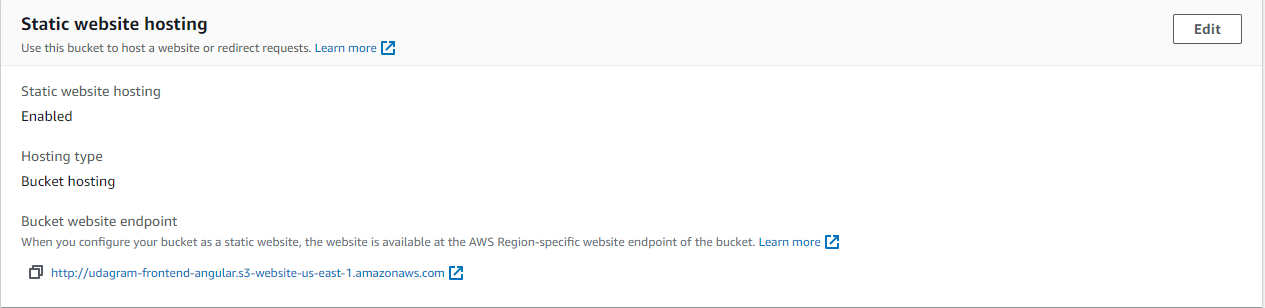 Static website hosting
Edit
Use this bucket to host a website or redirect requests. Learn more
Static website hosting
Enabled
Hosting type
Bucket hosting
Bucket website endpoint
When you configure your bucket as a static website, the website is available at the AWS Region-specific website endpoint of the bucket. Learn more
http://udagram-frontend-angular.s3-website-us-east-1.amazonaws.com